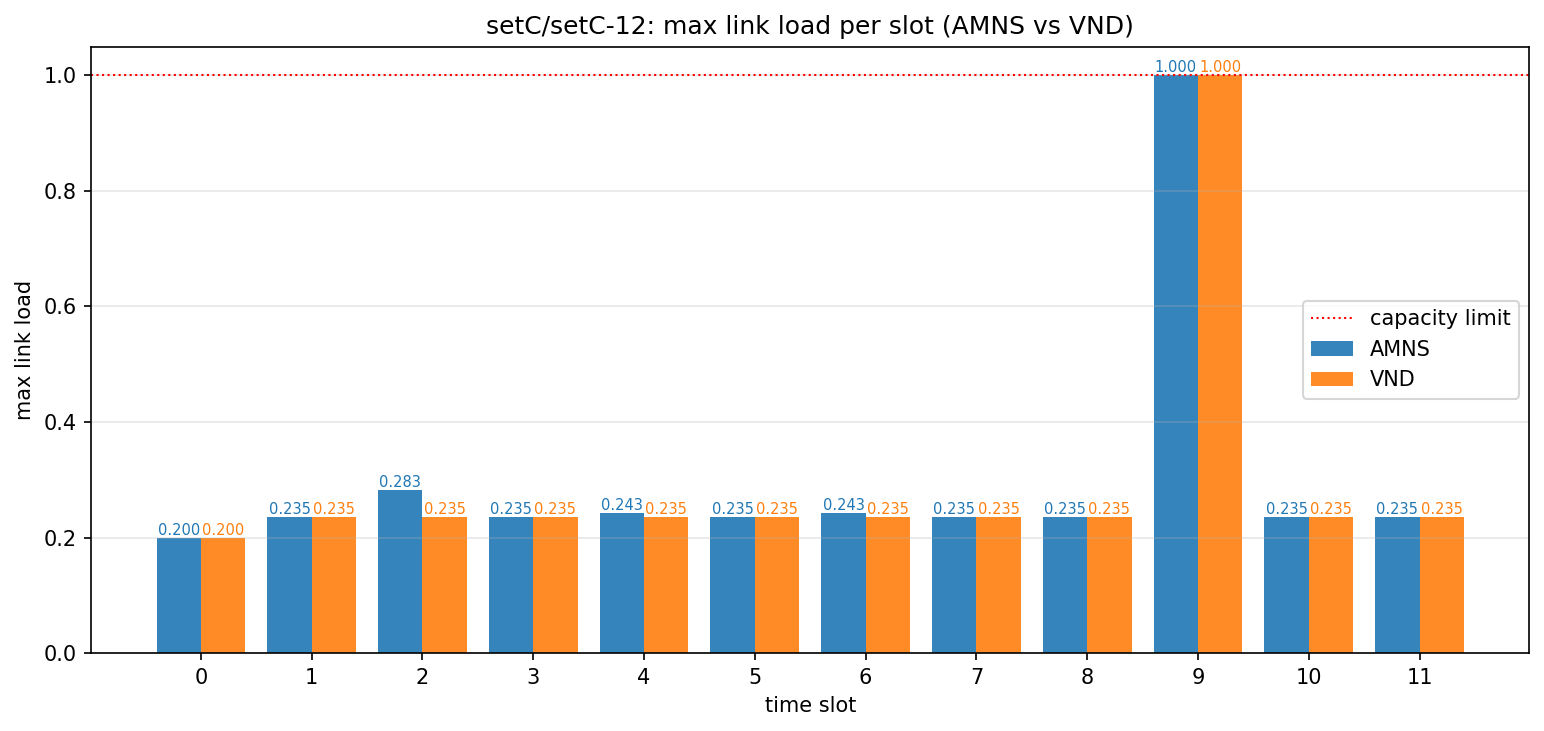 setC/setC-12: max link load per slot (AMNS vs VND)
max link load
1.0
0.8
0.6
0.4
0.2
0.0
0.200 0.200
0.235 0.235
0.283 0.235
0.235 0.235
0.243 0.235
0.235 0.235
0.243 0.235
0.235 0.235
0.235 0.235
1.000 1.000
0.235 0.235
0.235 0.235
capacity limit
AMNS
VND
0 1 2 3 4 5 6 7 8 9 10 11
time slot